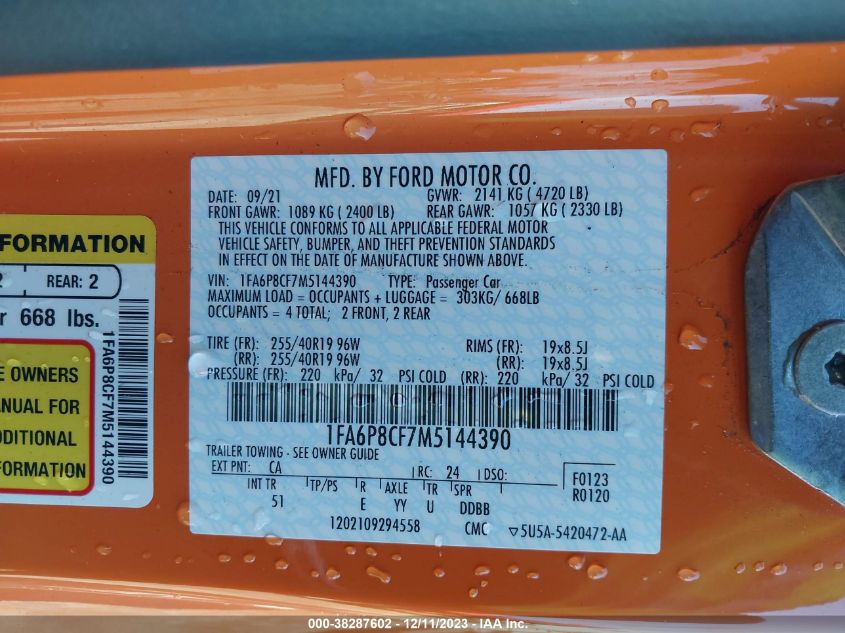 MFD. BY FORD MOTOR CO.
DATE: 09/21 GVWR: 2141 KG ( 4720 LB)
FRONT GAWR: 1089 KG ( 2400 LB) REAR GAWR: 1057 KG ( 2330 LB)
THIS VEHICLE CONFORMS TO ALL APPLICABLE FEDERAL MOTOR
VEHICLE SAFETY, BUMPER, AND THEFT PREVENTION STANDARDS
IN EFFECT ON THE DATE OF MANUFACTURE SHOWN ABOVE.
VIN: 1FA6P8CF7M5144390 TYPE: Passenger Car
MAXIMUM LOAD = OCCUPANTS + LUGGAGE = 303KG/ 668LB
OCCUPANTS = 4 TOTAL; 2 FRONT, 2 REAR
TIRE (FR): 255/40R19 96W RIMS (FR): 19x8.5J
(RR): 255/40R19 96W (RR): 19x8.5J
PRESSURE (FR): 220 kPa/ 32 PSI COLD (RR): 220 kPa/ 32 PSI COLD
1FA6P8CF7M5144390
TRAILER TOWING - SEE OWNER GUIDE
EXT PNT: CA RC: 24 DSO: F0123
INT TR TP/PS R AXLE TR SPR R0120
51 E YY U DDBB
1202109294558 CMC ▽5U5A-5420472-AA
FORMATION
2 REAR: 2
r 668 lbs.
E OWNERS
ANUAL FOR
DDITIONAL
FORMATION
1FA6P8CF7M5144390
000-38287602 - 12/11/2023 - IAA Inc.